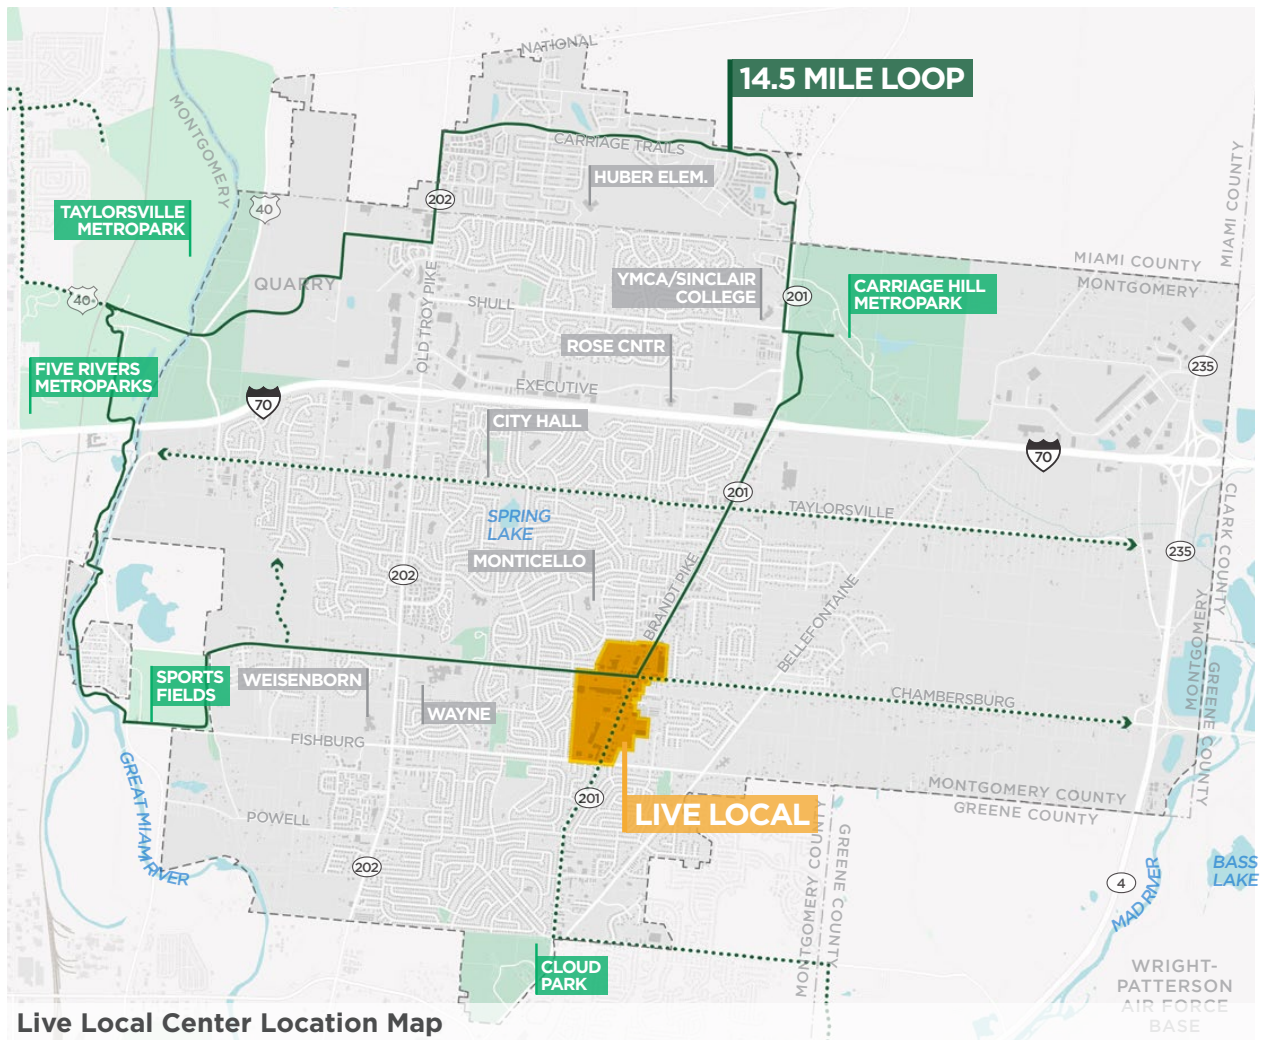 NATIONAL
14.5 MILE LOOP
MONTGOMERY
CARRIAGE TRAILS
HUBER ELEM.
MIAMI COUNTY
202
40
TAYLORSVILLE
METROPARK
MIAMI COUNTY
MONTGOMERY
QUARRY
YMCA/SINCLAIR
COLLEGE
201
CARRIAGE HILL
METROPARK
40
SHULL
OLD TROY PIKE
ROSE CNTR
235
FIVE RIVERS
METROPARKS
EXECUTIVE
70
CITY HALL
70
201
TAYLORSVILLE
SPRING
LAKE
CLARK COUNTY
235
MONTICELLO
202
BRANDT PIKE
BELLEFONTAINE
MONTGOMERY
GREENE COUNTY
SPORTS
FIELDS
WEISENBORN
WAYNE
CHAMBERSBURG
FISHBURG
GREAT MIAMI RIVER
201
LIVE LOCAL
MONTGOMERY COUNTY
GREENE COUNTY
POWELL
202
MONTGOMERY COUNTY
GREENE COUNTY
4
MAD RIVER
BASS
LAKE
CLOUD
PARK
WRIGHT-
PATTERSON
AIR FORCE
BASE
Live Local Center Location Map